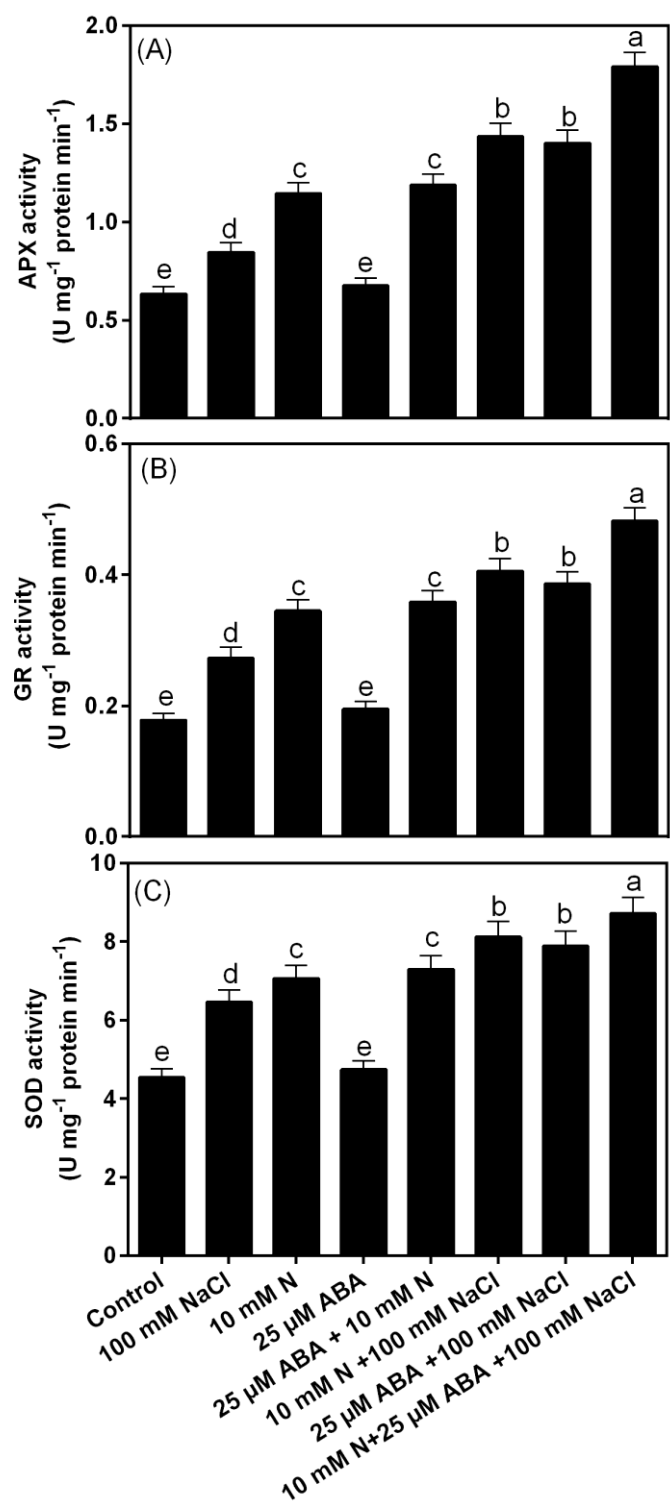 (A)
APX activity
(U mg⁻¹ protein min⁻¹)
2.0
1.5
1.0
0.5
0.0
e
d
c
e
c
b
b
a
(B)
GR activity
(U mg⁻¹ protein min⁻¹)
0.6
0.4
0.2
0.0
e
d
c
e
c
b
b
a
(C)
SOD activity
(U mg⁻¹ protein min⁻¹)
10
8
6
4
2
0
e
d
c
e
c
b
b
a
Control
100 mM NaCl
10 mM N
25 µM ABA
25 µM ABA + 10 mM N
10 mM N +100 mM NaCl
25 µM ABA +100 mM NaCl
10 mM N+25 µM ABA +100 mM NaCl